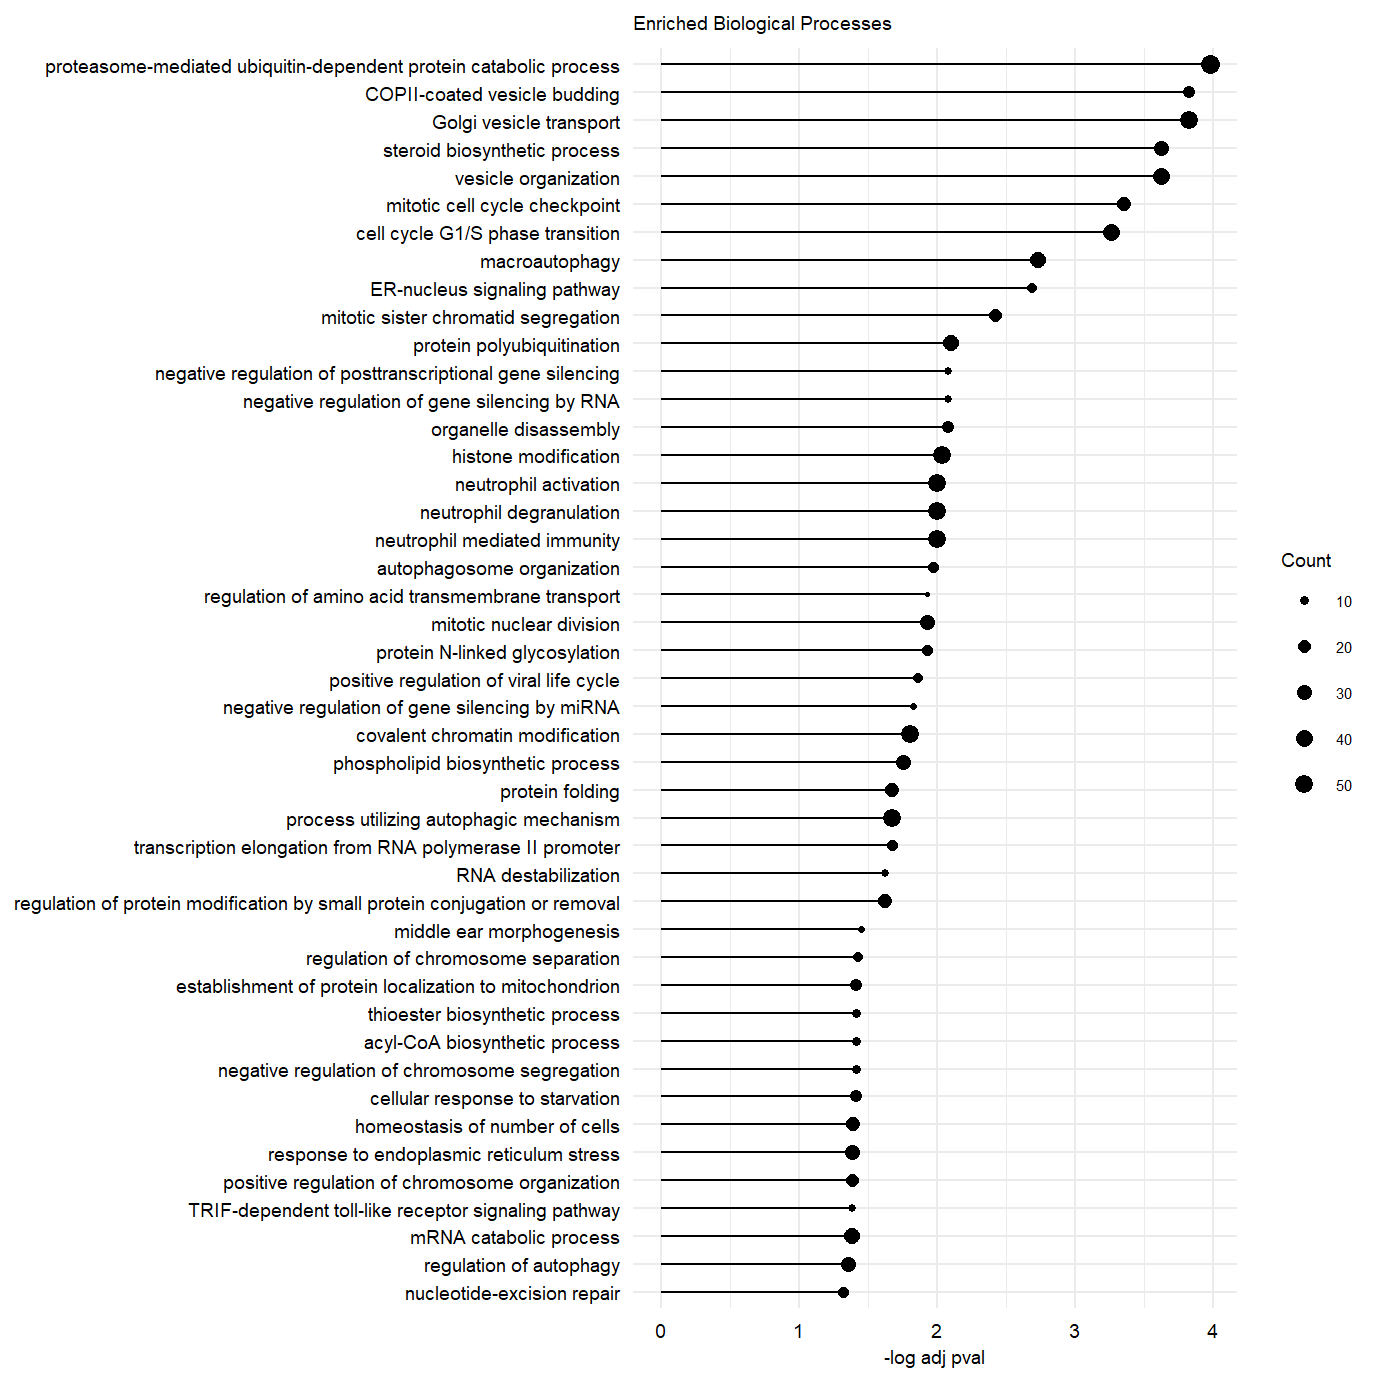 Enriched Biological Processes
proteasome-mediated ubiquitin-dependent protein catabolic process
COPII-coated vesicle budding
Golgi vesicle transport
steroid biosynthetic process
vesicle organization
mitotic cell cycle checkpoint
cell cycle G1/S phase transition
macroautophagy
ER-nucleus signaling pathway
mitotic sister chromatid segregation
protein polyubiquitination
negative regulation of posttranscriptional gene silencing
negative regulation of gene silencing by RNA
organelle disassembly
histone modification
neutrophil activation
neutrophil degranulation
neutrophil mediated immunity
autophagosome organization
regulation of amino acid transmembrane transport
mitotic nuclear division
protein N-linked glycosylation
positive regulation of viral life cycle
negative regulation of gene silencing by miRNA
covalent chromatin modification
phospholipid biosynthetic process
protein folding
process utilizing autophagic mechanism
transcription elongation from RNA polymerase II promoter
RNA destabilization
regulation of protein modification by small protein conjugation or removal
middle ear morphogenesis
regulation of chromosome separation
establishment of protein localization to mitochondrion
thioester biosynthetic process
acyl-CoA biosynthetic process
negative regulation of chromosome segregation
cellular response to starvation
homeostasis of number of cells
response to endoplasmic reticulum stress
positive regulation of chromosome organization
TRIF-dependent toll-like receptor signaling pathway
mRNA catabolic process
regulation of autophagy
nucleotide-excision repair
0 1 2 3 4
-log adj pval
Count
10
20
30
40
50